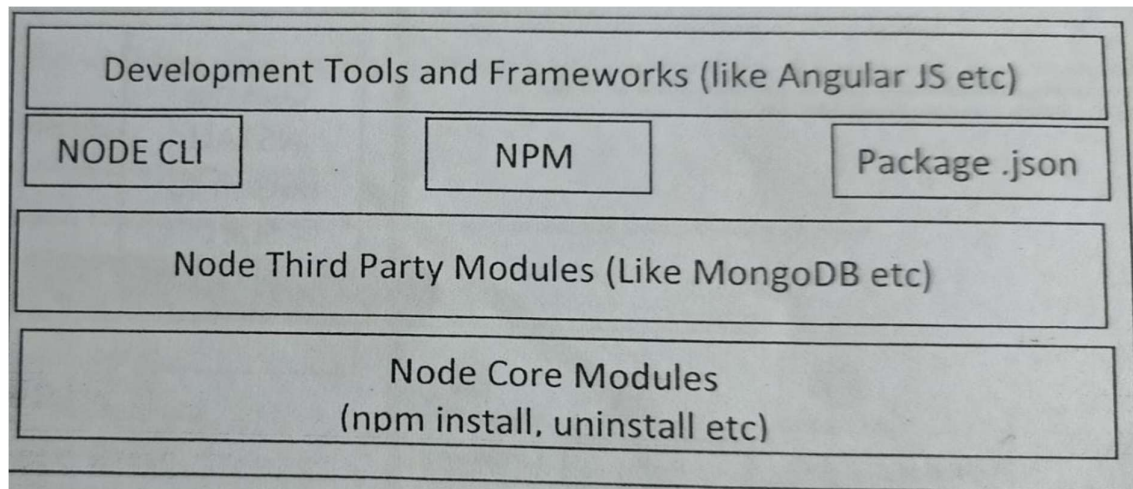 Development Tools and Frameworks (like Angular JS etc)
NODE CLI
NPM
Package .json
Node Third Party Modules (Like MongoDB etc)
Node Core Modules
(npm install, uninstall etc)